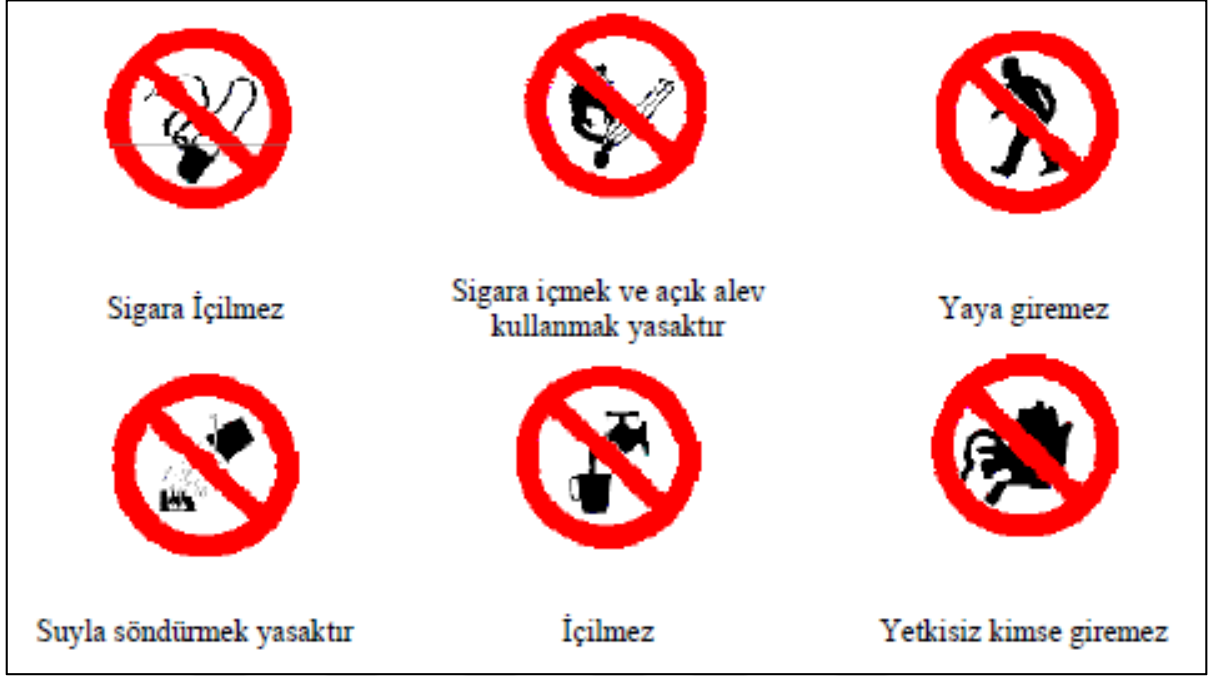 Sigara İçilmez
Sigara içmek ve açık alev
kullanmak yasaktır
Yaya giremez
Suyla söndürmek yasaktır
İçilmez
Yetkisiz kimse giremez